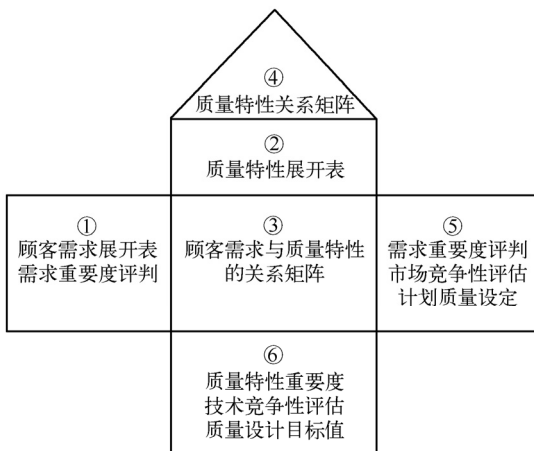 ④
质量特性关系矩阵
②
质量特性展开表
①
顾客需求展开表
需求重要度评判
③
顾客需求与质量特性
的关系矩阵
⑤
需求重要度评判
市场竞争性评估
计划质量设定
⑥
质量特性重要度
技术竞争性评估
质量设计目标值